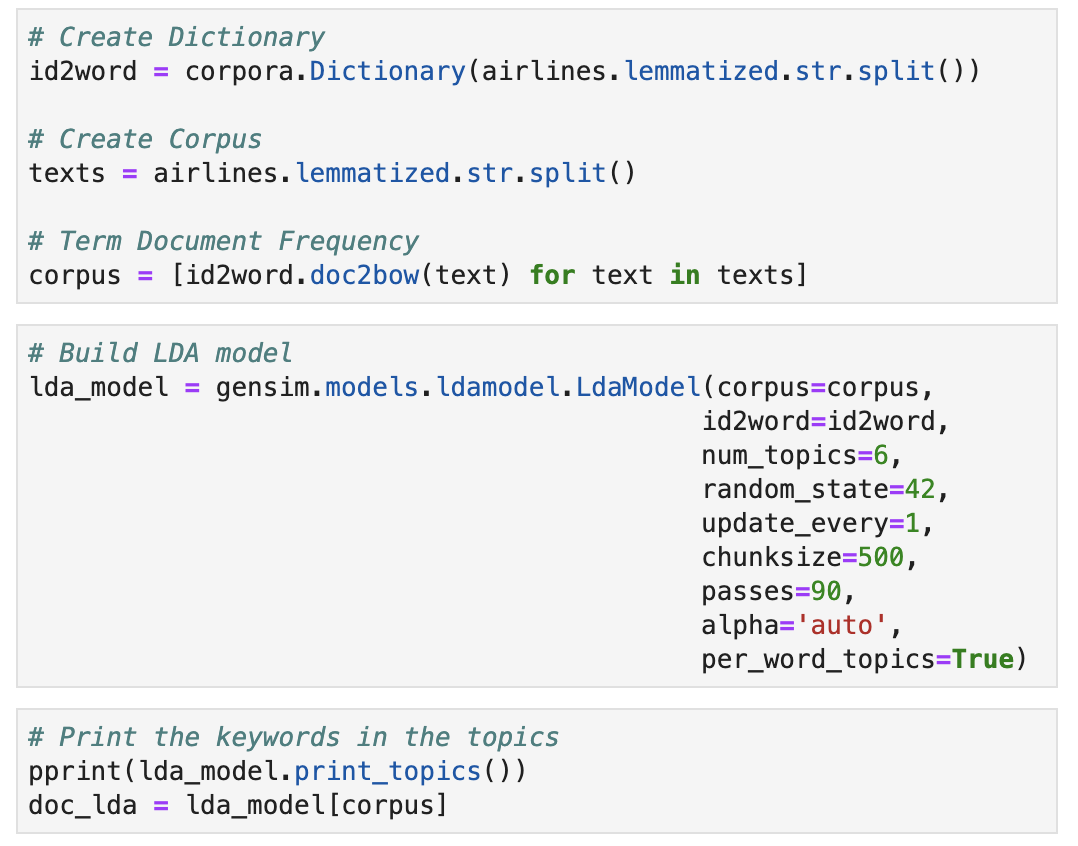 # Create Dictionary
id2word = corpora.Dictionary(airlines.lemmatized.str.split())
# Create Corpus
texts = airlines.lemmatized.str.split()
# Term Document Frequency
corpus = [id2word.doc2bow(text) for text in texts]
# Build LDA model
lda_model = gensim.models.ldamodel.LdaModel(corpus=corpus,
id2word=id2word,
num_topics=6,
random_state=42,
update_every=1,
chunksize=500,
passes=90,
alpha='auto',
per_word_topics=True)
# Print the keywords in the topics
pprint(lda_model.print_topics())
doc_lda = lda_model[corpus]